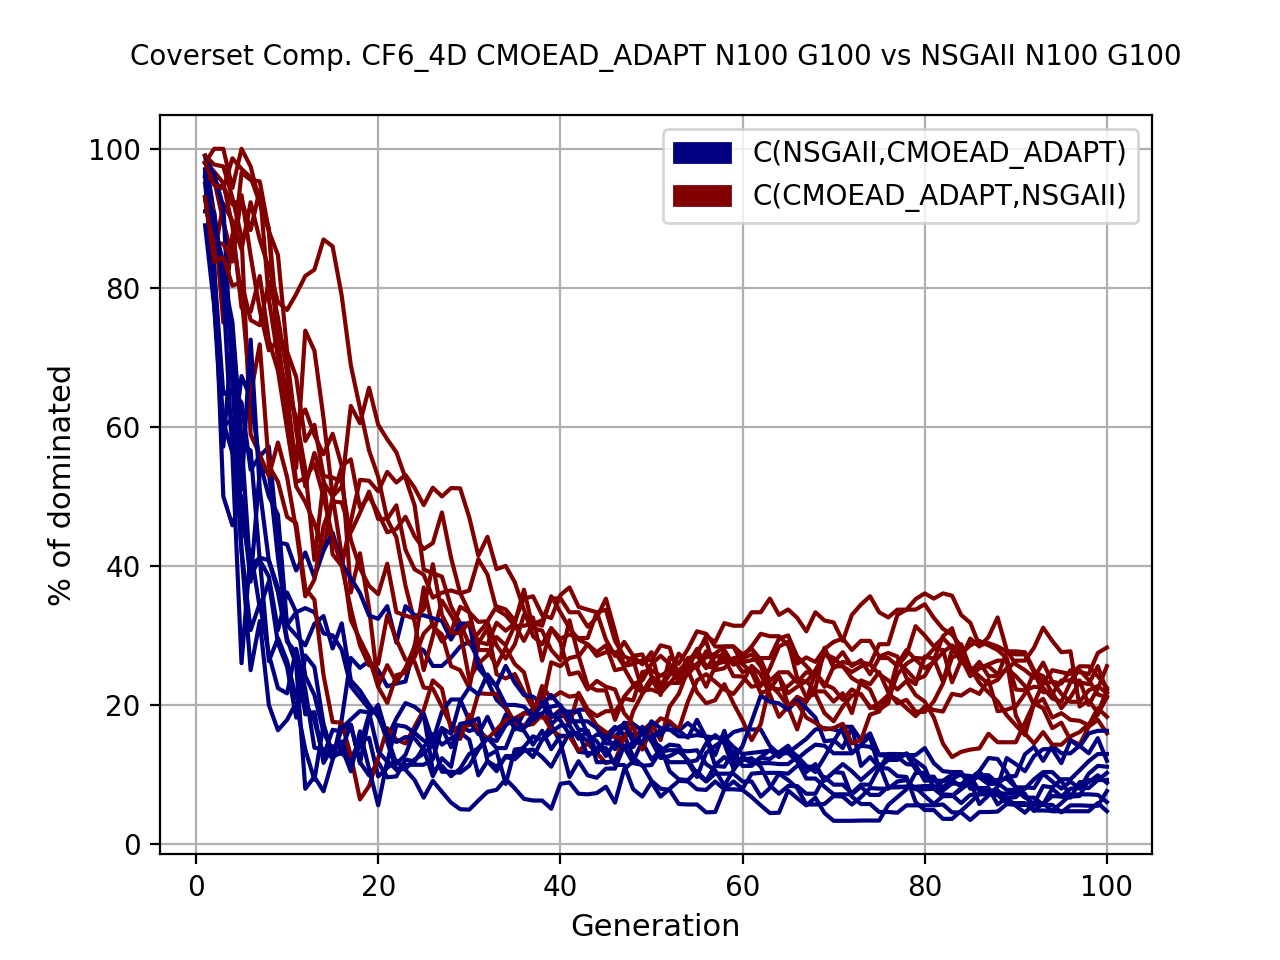 Coverset Comp. CF6_4D CMOEAD_ADAPT N100 G100 vs NSGAII N100 G100
C(NSGAII,CMOEAD_ADAPT)
C(CMOEAD_ADAPT,NSGAII)
% of dominated
100
80
60
40
20
0
0 20 40 60 80 100
Generation